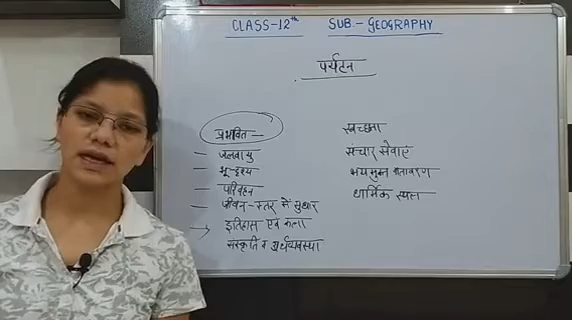 CLASS-12th SUB.- GEOGRAPHY
पर्यटन
प्रभावित —
— जलवायु
— भू-दृश्य
— परिवहन
— जीवन-स्तर में सुधार
→ इतिहास एवं कला
संस्कृति व अर्थव्यवस्था
स्वच्छता
संचार सेवाएं
भयमुक्त वातावरण
धार्मिक स्थल